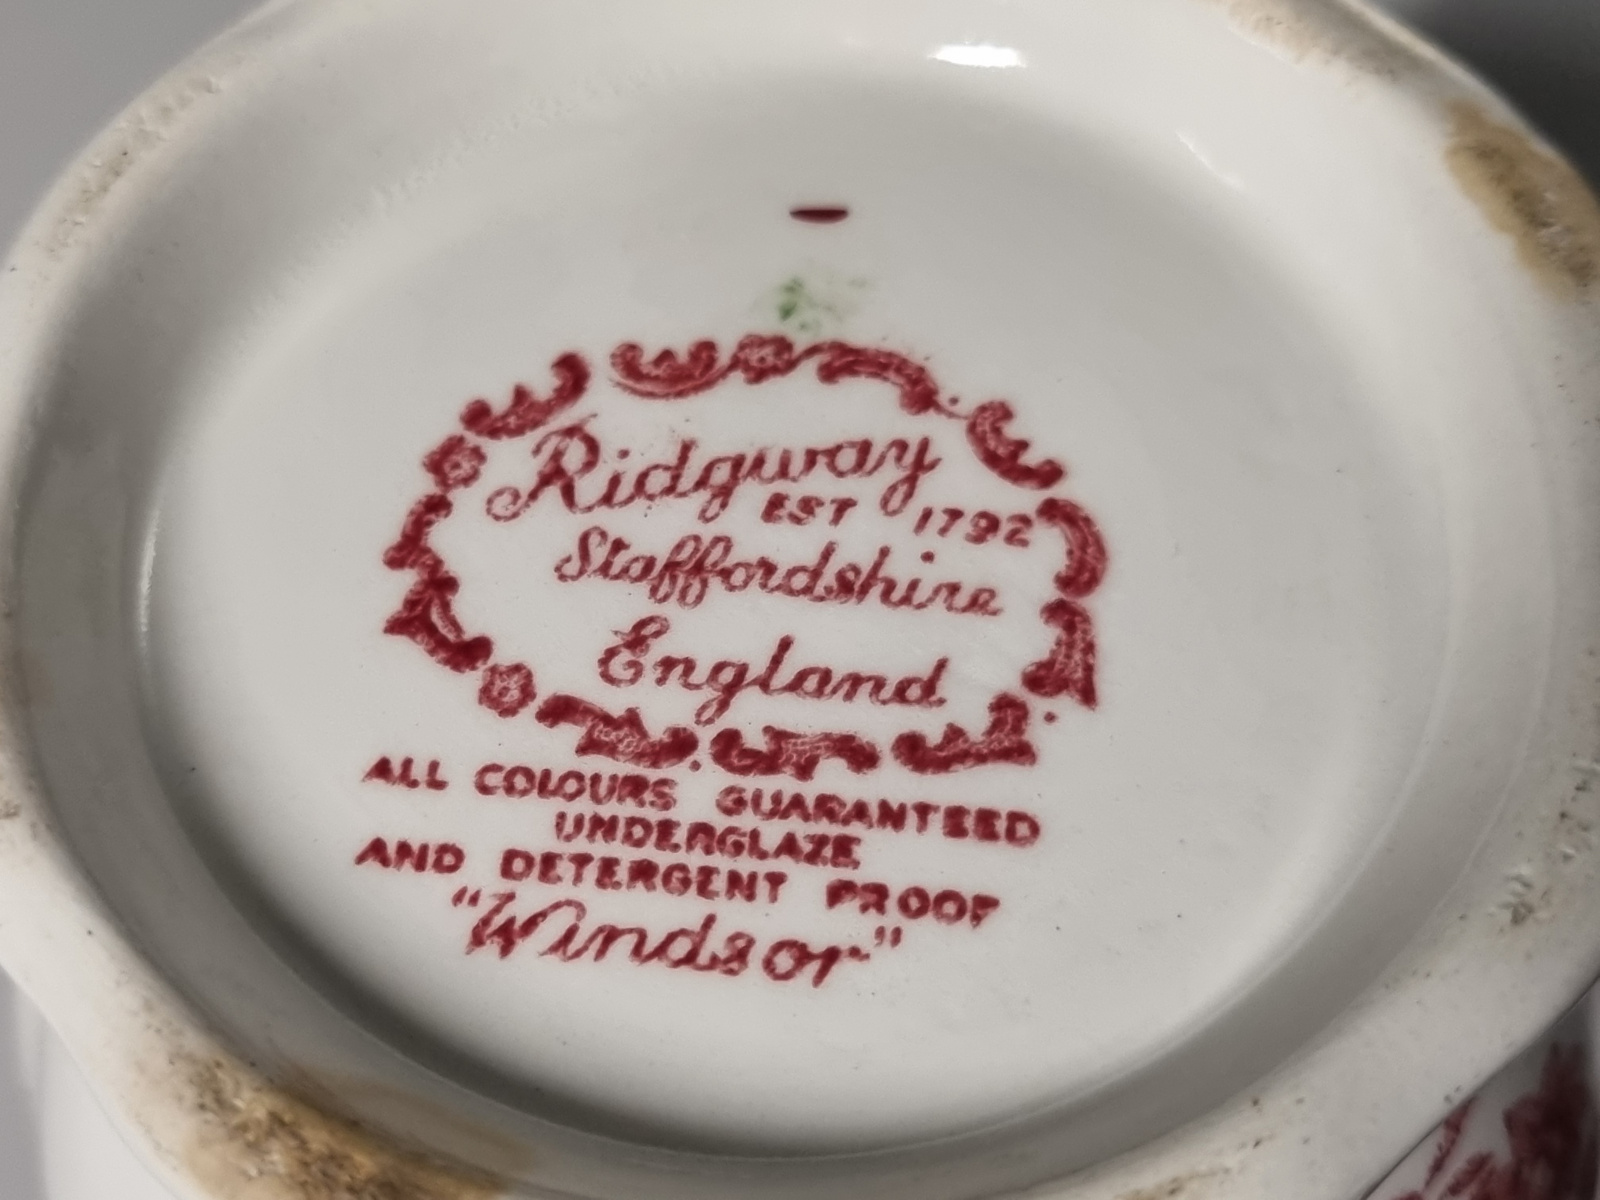 Ridgway
EST 1792
Staffordshire
England
ALL COLOURS GUARANTEED
UNDERGLAZE
AND DETERGENT PROOF
"Windsor"